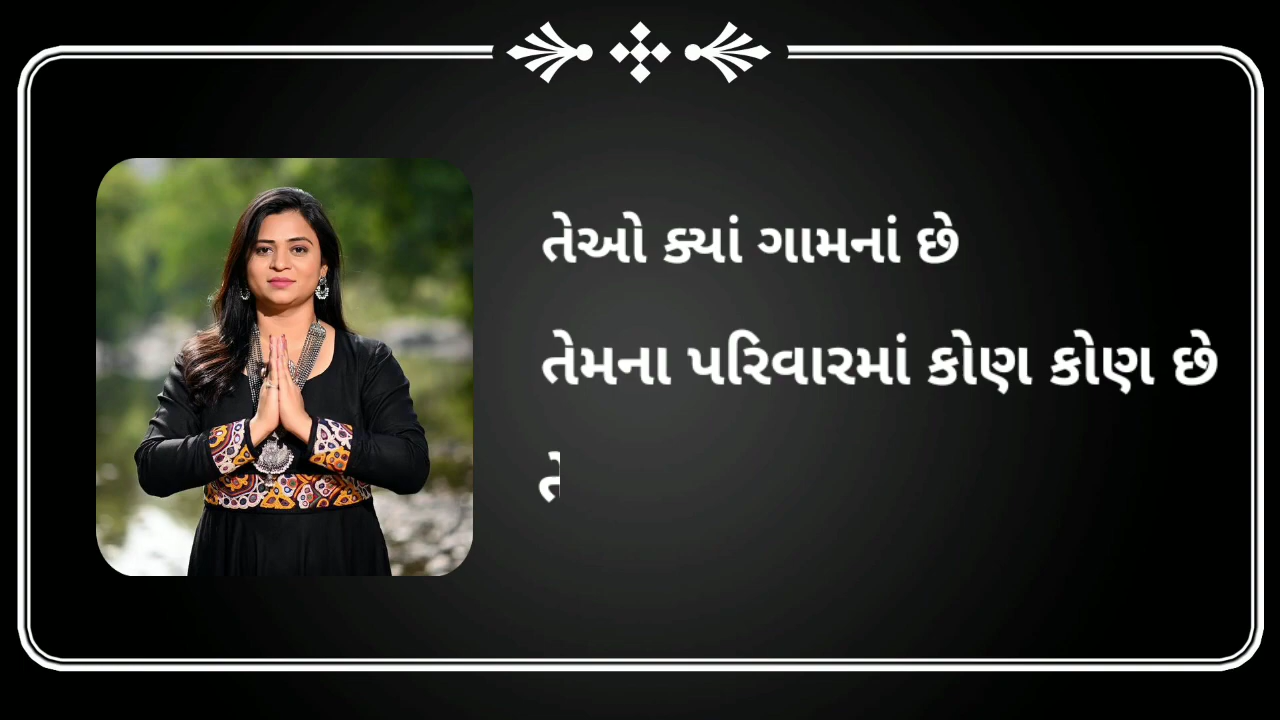 તેઓ ક્યાં ગામનાં છે
તેમના પરિવારમાં કોણ કોણ છે
તે